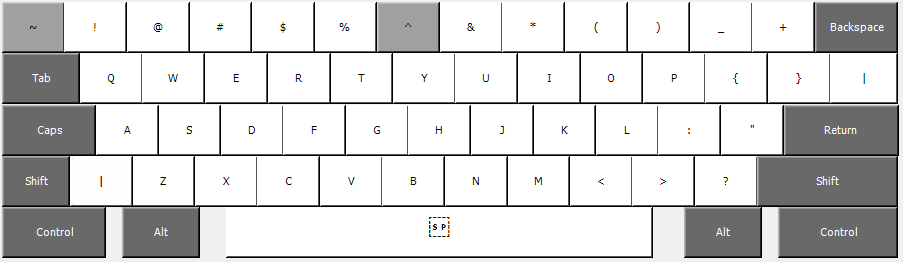 ~ ! @ # $ % ^ & * ( ) _ + Backspace
Tab Q W E R T Y U I O P { } |
Caps A S D F G H J K L : " Return
Shift | Z X C V B N M < > ? Shift
Control Alt SP Alt Control